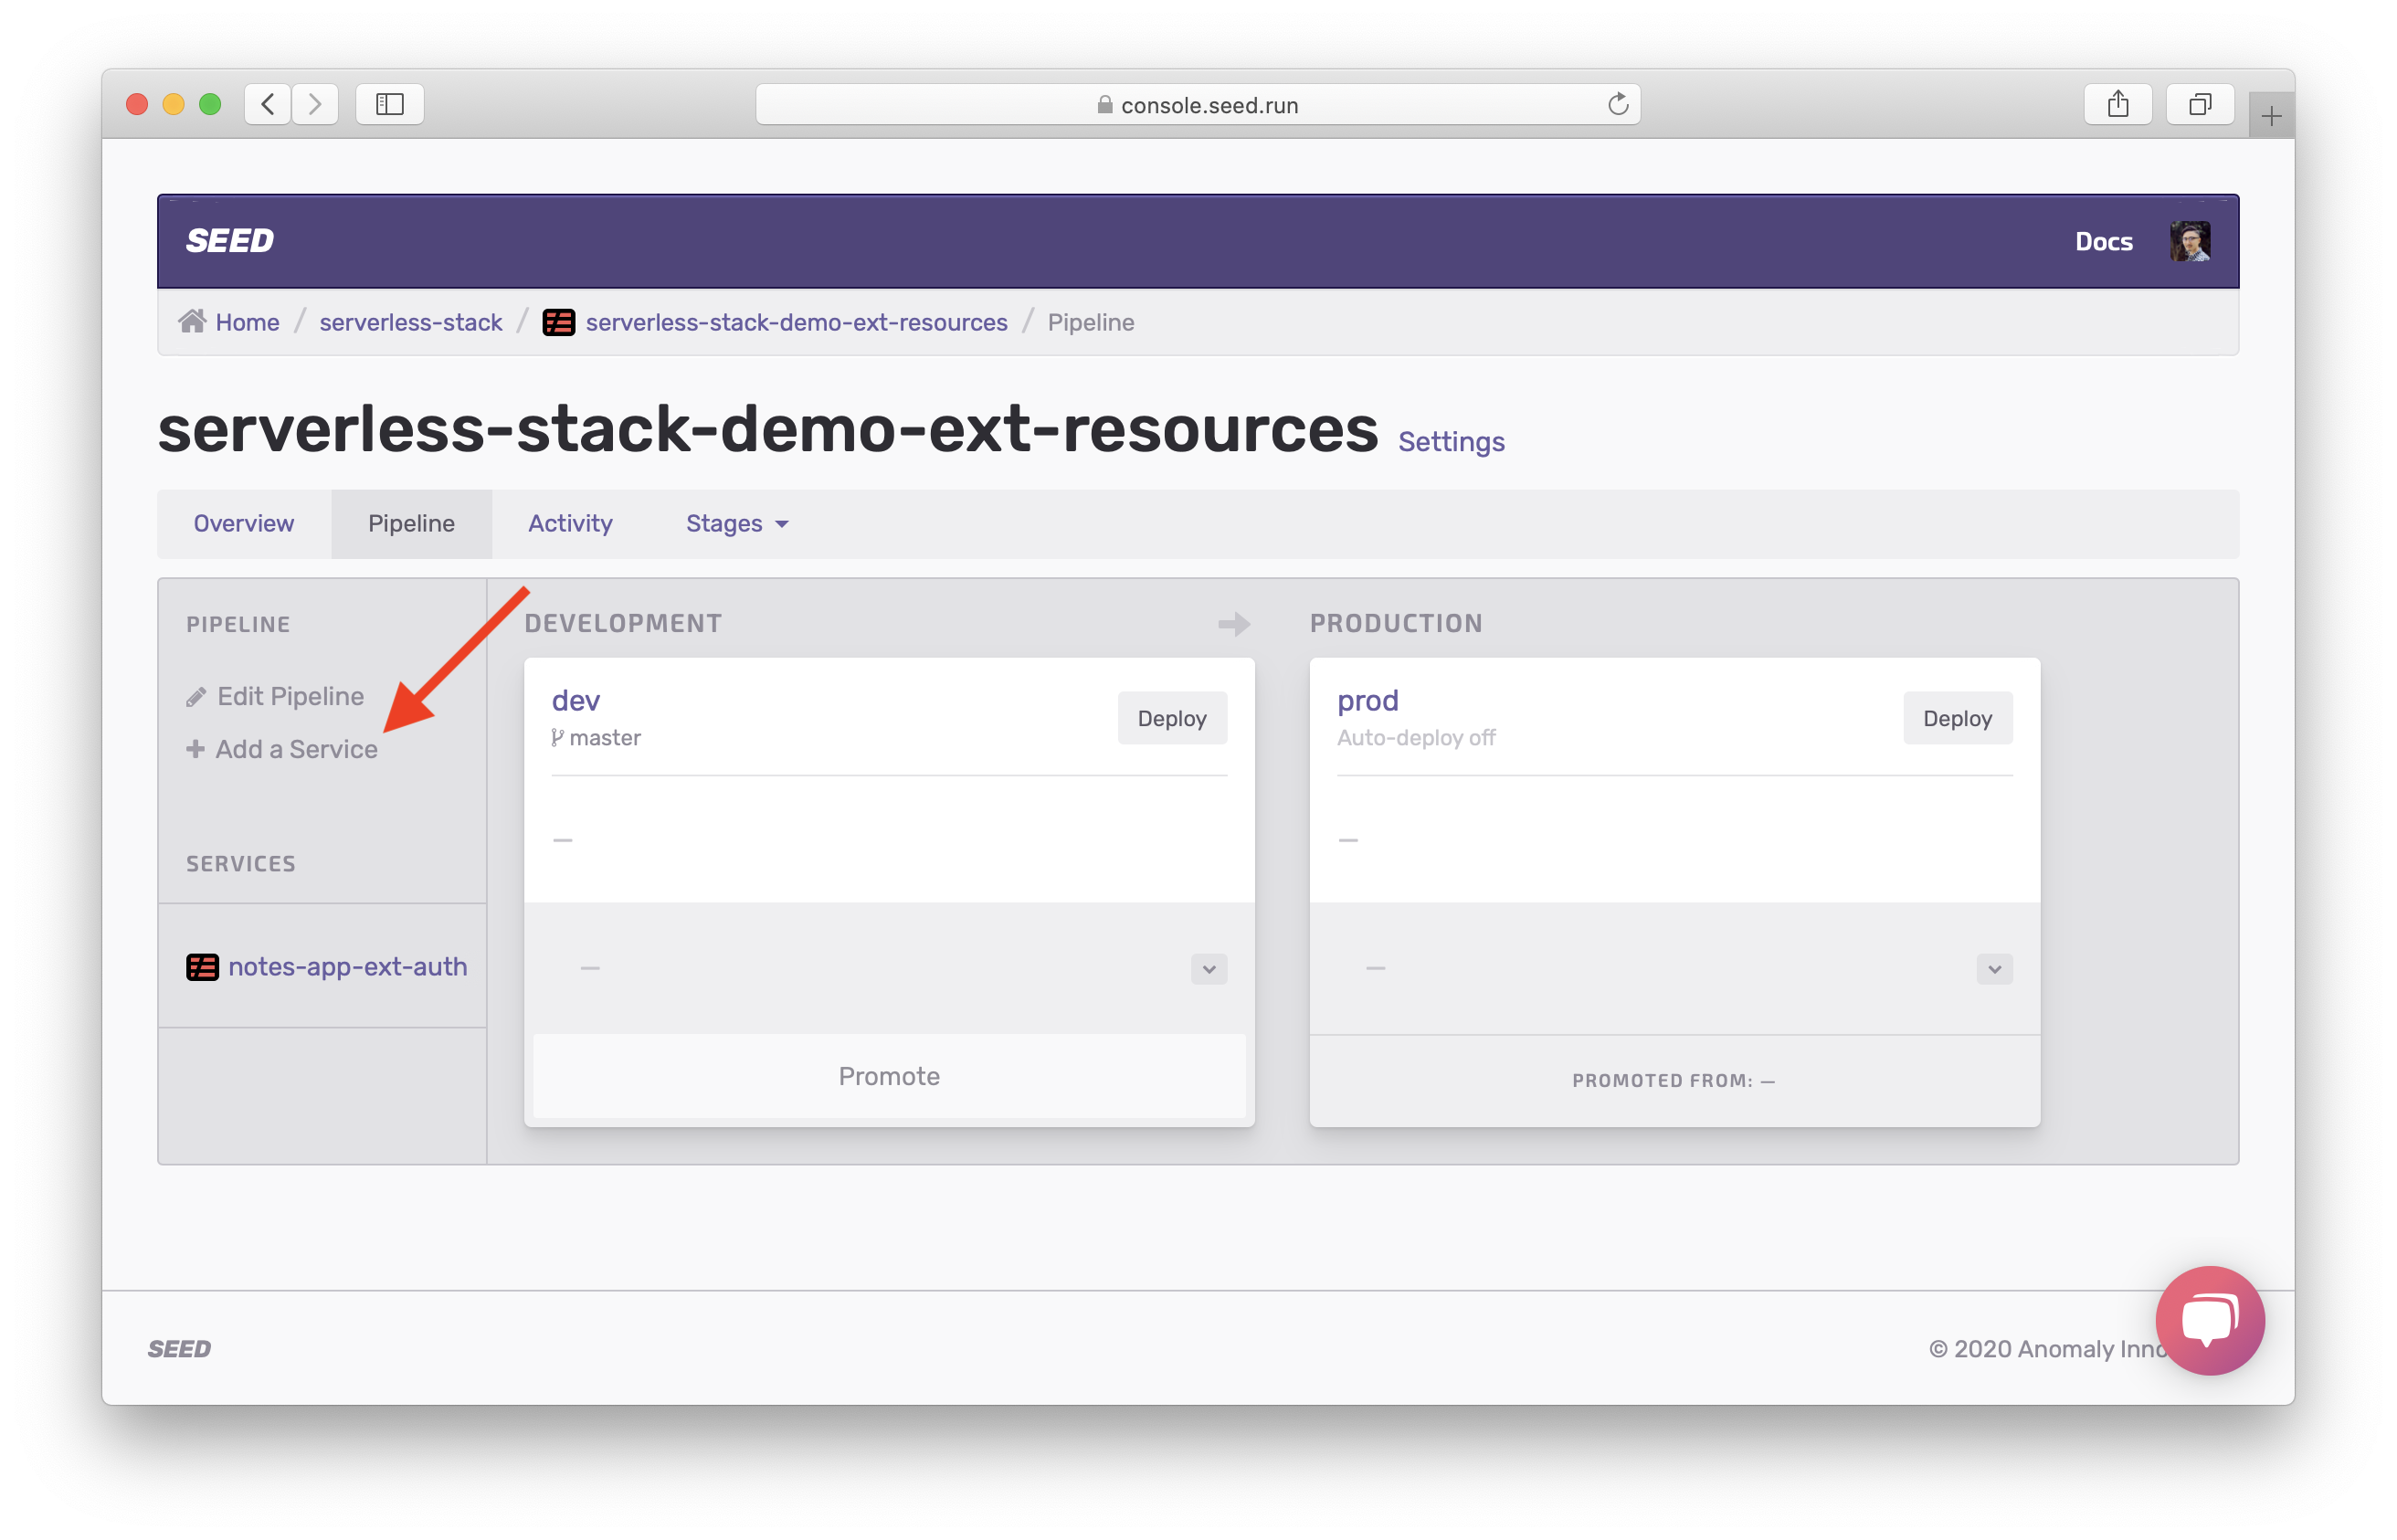 console.seed.run
SEED
Docs
Home / serverless-stack / serverless-stack-demo-ext-resources / Pipeline
serverless-stack-demo-ext-resources Settings
Overview Pipeline Activity Stages
PIPELINE
Edit Pipeline
+ Add a Service
SERVICES
notes-app-ext-auth
DEVELOPMENT
dev
master
Deploy
—
—
Promote
PRODUCTION
prod
Auto-deploy off
Deploy
—
—
PROMOTED FROM: —
SEED
© 2020 Anomaly